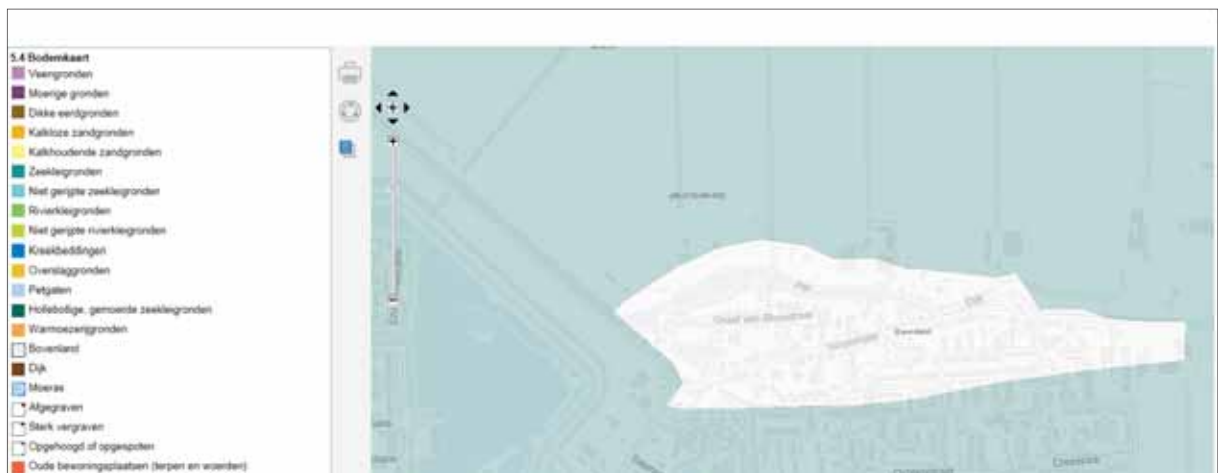 5.4 Bodemkaart
Veengronden
Moerige gronden
Dikke eerdgronden
Kalkloze zandgronden
Kalkhoudende zandgronden
Zeekleigronden
Niet gerijpte zeekleigronden
Rivierkleigronden
Niet gerijpte rivierkleigronden
Kreekbeddingen
Overslaggronden
Petgaten
Hollebollige, gemoerde zeekleigronden
Warmoezerijgronden
Bovenland
Dijk
Moeras
Afgegraven
Sterk vergraven
Opgehoogd of opgespoten
Oude bewoningsplaatsen (terpen en woerden)
Dijk